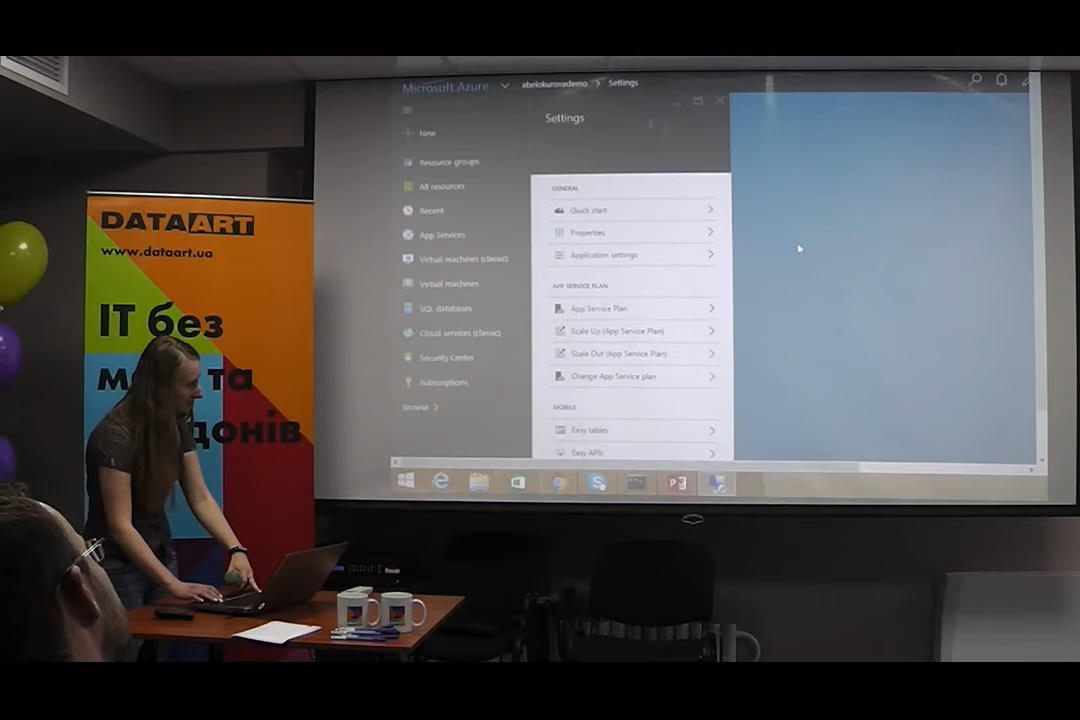 Microsoft Azure
abelokurovademo > Settings
Settings
New
Resource groups
All resources
Recent
App Services
Virtual machines (classic)
Virtual machines
SQL databases
Cloud services (classic)
Security Center
Subscriptions
Browse >
GENERAL
Quick start
Properties
Application settings
APP SERVICE PLAN
App Service Plan
Scale Up (App Service Plan)
Scale Out (App Service Plan)
Change App Service plan
MOBILE
Easy tables
Easy APIs
DATAART
www.dataart.ua
ІТ без
та